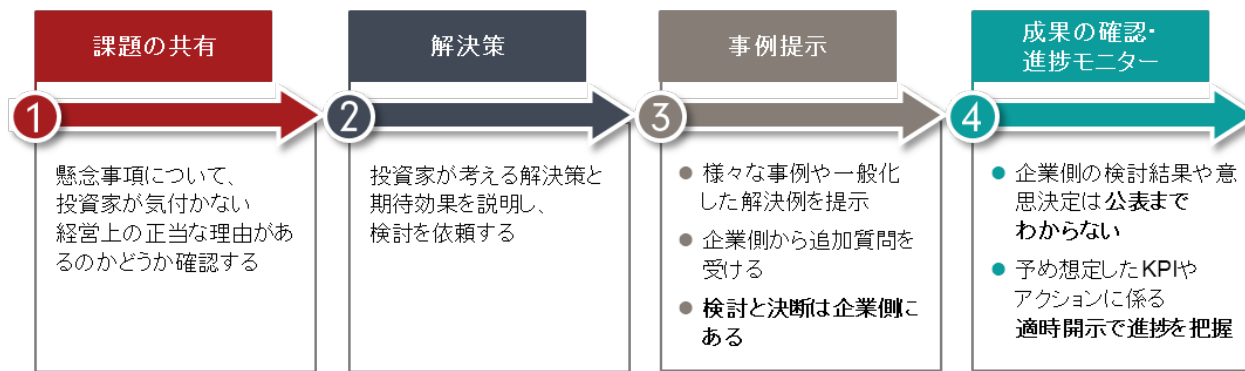 課題の共有
1
懸念事項について、
投資家が気付かない
経営上の正当な理由があ
るのかどうか確認する
解決策
2
投資家が考える解決策と
期待効果を説明し、
検討を依頼する
事例提示
3
● 様々な事例や一般化
した解決例を提示
● 企業側から追加質問を
受ける
● 検討と決断は企業側に
ある
成果の確認・
進捗モニター
4
● 企業側の検討結果や意
思決定は公表まで
わからない
● 予め想定したKPIや
アクションに係る
適時開示で進捗を把握